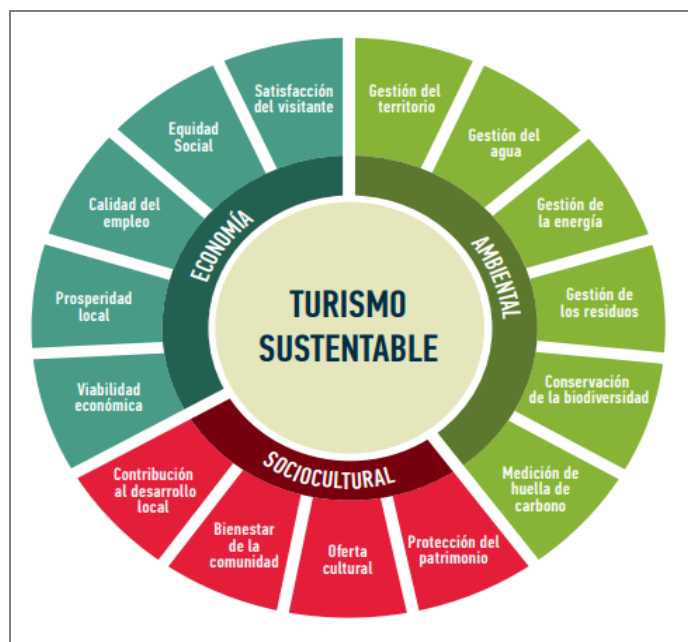 TURISMO
SUSTENTABLE
ECONOMÍA
Satisfacción
del visitante
Equidad
Social
Calidad del
empleo
Prosperidad
local
Viabilidad
económica
AMBIENTAL
Gestión del
territorio
Gestión del
agua
Gestión de
la energía
Gestión de
los residuos
Conservación
de la biodiversidad
Medición de
huella de
carbono
SOCIOCULTURAL
Contribución
al desarrollo
local
Bienestar
de la
comunidad
Oferta
cultural
Protección del
patrimonio